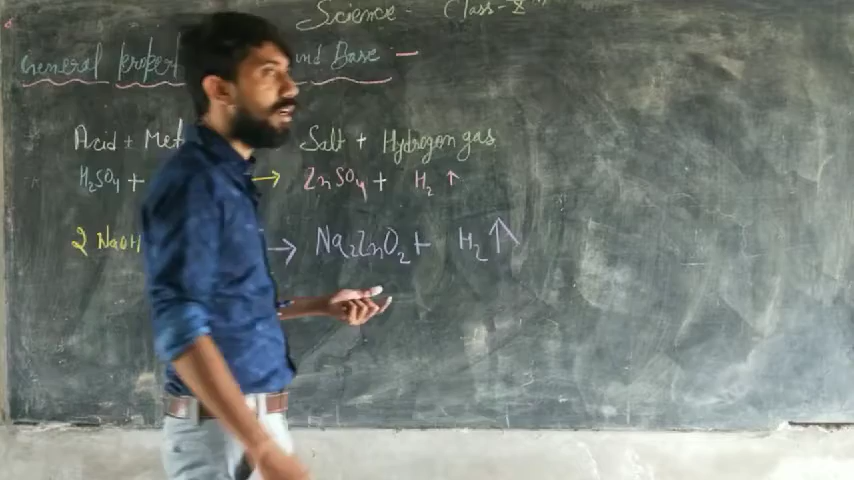 Science - Class-X
General propert nd Base -
Acid + Met Salt + Hydrogen gas
H₂SO₄ + → ZnSO₄ + H₂ ↑
2 NaOH → Na₂ZnO₂ + H₂ ↑